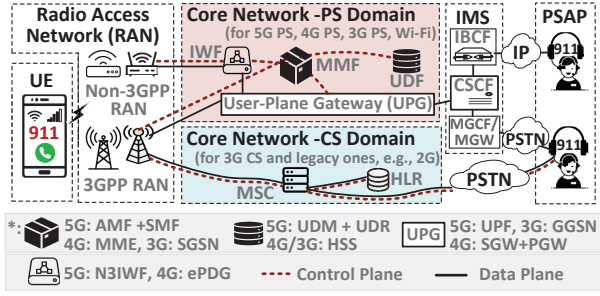 Radio Access
Network (RAN)
Core Network -PS Domain
(for 5G PS, 4G PS, 3G PS, Wi-Fi)
IMS
PSAP
IBCF
IP
911
IWF
MMF
UDF
UE
911
Non-3GPP
RAN
User-Plane Gateway (UPG)
CSCF
MGCF/
MGW
PSTN
911
Core Network -CS Domain
(for 3G CS and legacy ones, e.g., 2G)
3GPP RAN
MSC
HLR
PSTN
*:
5G: AMF +SMF
4G: MME, 3G: SGSN
5G: UDM + UDR
4G/3G: HSS
UPG
5G: UPF, 3G: GGSN
4G: SGW+PGW
5G: N3IWF, 4G: ePDG
Control Plane
Data Plane